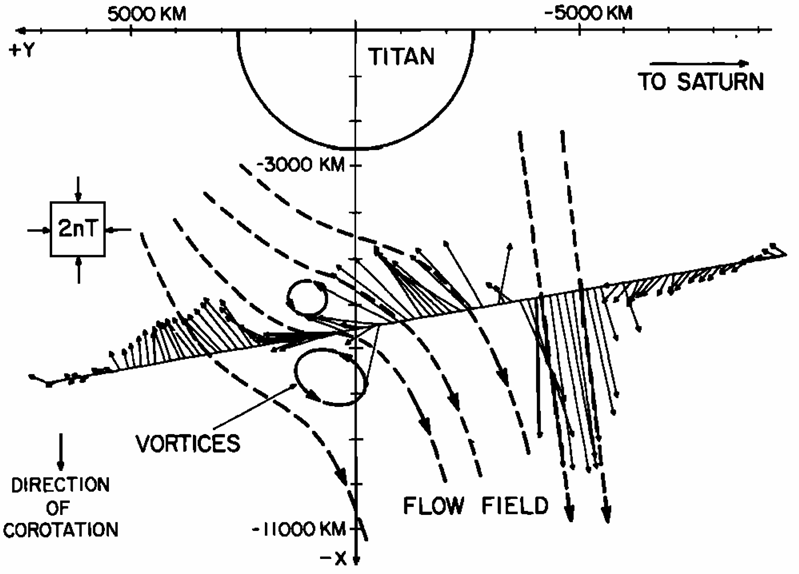 5000 KM
-5000 KM
+Y
TITAN
TO SATURN
-3000 KM
2nT
VORTICES
DIRECTION
OF
COROTATION
FLOW FIELD
-11000 KM
-X